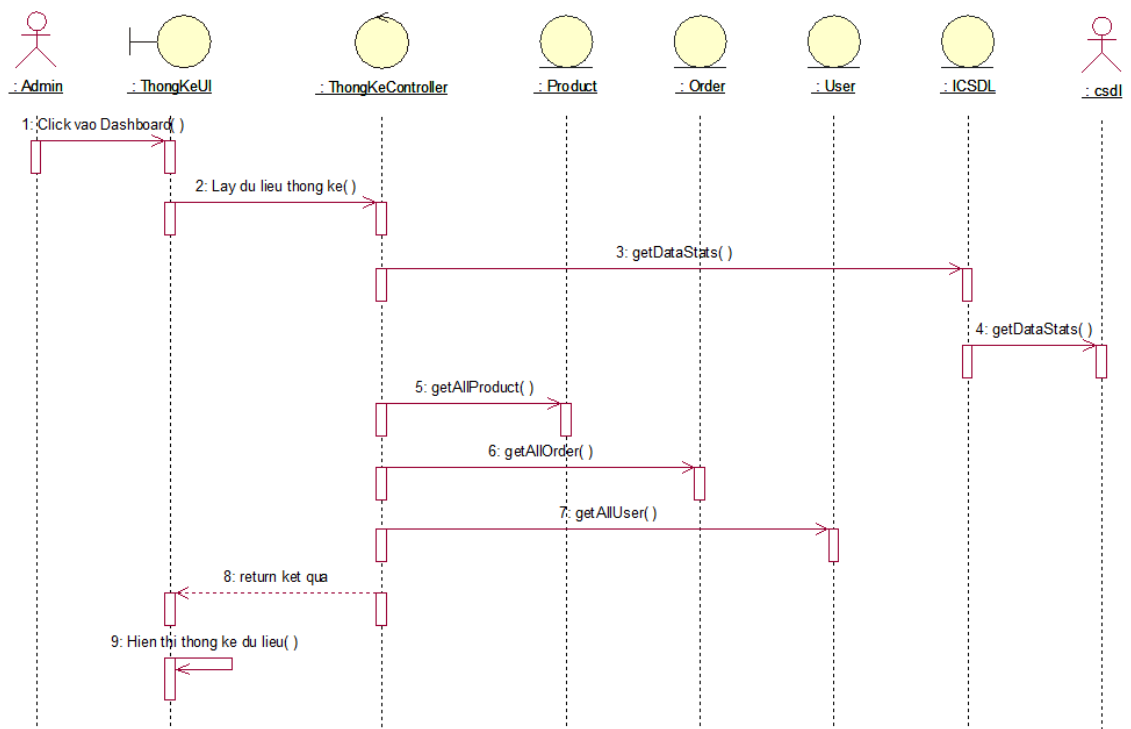 : Admin
: ThongKeUI
: ThongKeController
: Product
: Order
: User
: ICSDL
: csdl
1: Click vao Dashboard( )
2: Lay du lieu thong ke( )
3: getDataStats( )
4: getDataStats( )
5: getAllProduct( )
6: getAllOrder( )
7: getAllUser( )
8: return ket qua
9: Hien thi thong ke du lieu( )